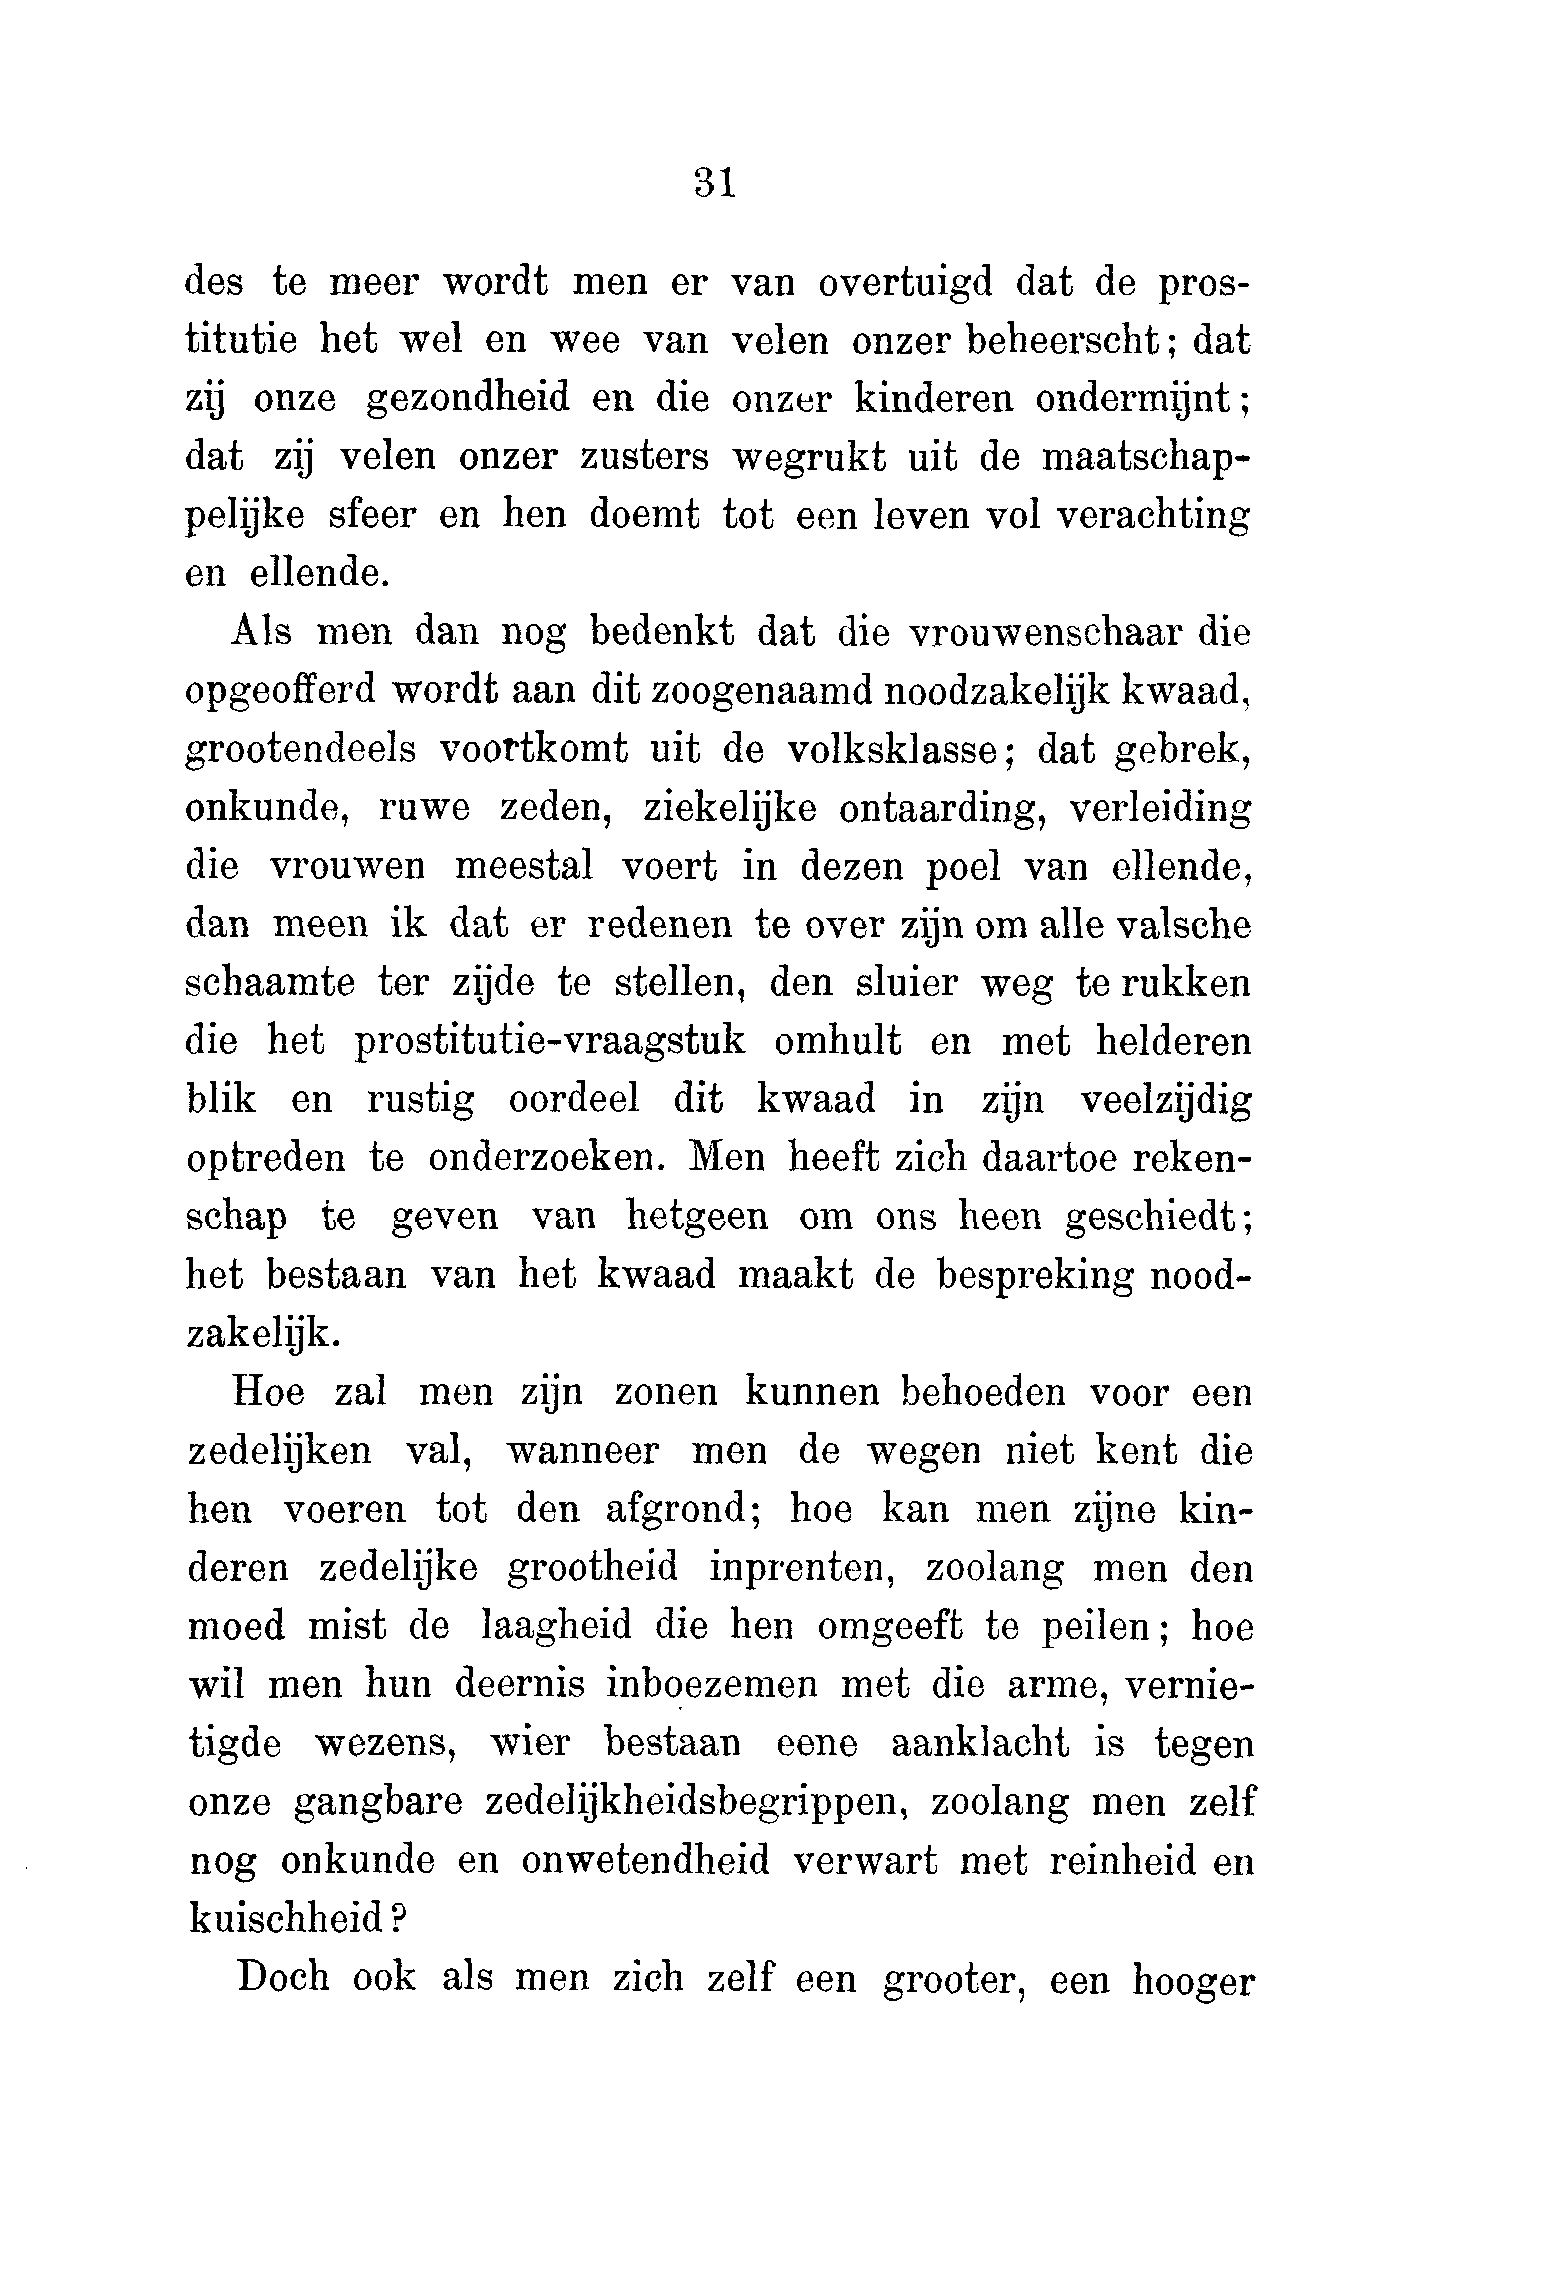 31
des te meer wordt men er van overtuigd dat de pros-
titutie het wel en wee van velen onzer beheerscht; dat
zij onze gezondheid en die onzer kinderen ondermijnt;
dat zij velen onzer zusters wegrukt uit de maatschap-
pelijke sfeer en hen doemt tot een leven vol verachting
en ellende.
Als men dan nog bedenkt dat die vrouwenschaar die
opgeofferd wordt aan dit zoogenaamd noodzakelijk kwaad,
grootendeels voortkomt uit de volksklasse; dat gebrek,
onkunde, ruwe zeden, ziekelijke ontaarding, verleiding
die vrouwen meestal voert in dezen poel van ellende,
dan meen ik dat er redenen te over zijn om alle valsche
schaamte ter zijde te stellen, den sluier weg te rukken
die het prostitutie-vraagstuk omhult en met helderen
blik en rustig oordeel dit kwaad in zijn veelzijdig
optreden te onderzoeken. Men heeft zich daartoe reken-
schap te geven van hetgeen om ons heen geschiedt;
het bestaan van het kwaad maakt de bespreking nood-
zakelijk.
Hoe zal men zijn zonen kunnen behoeden voor een
zedelijken val, wanneer men de wegen niet kent die
hen voeren tot den afgrond; hoe kan men zijne kin-
deren zedelijke grootheid inprenten, zoolang men den
moed mist de laagheid die hen omgeeft te peilen; hoe
wil men hun deernis inboezemen met die arme, vernie-
tigde wezens, wier bestaan eene aanklacht is tegen
onze gangbare zedelijkheidsbegrippen, zoolang men zelf
nog onkunde en onwetendheid verwart met reinheid en
kuischheid?
Doch ook als men zich zelf een grooter, een hooger